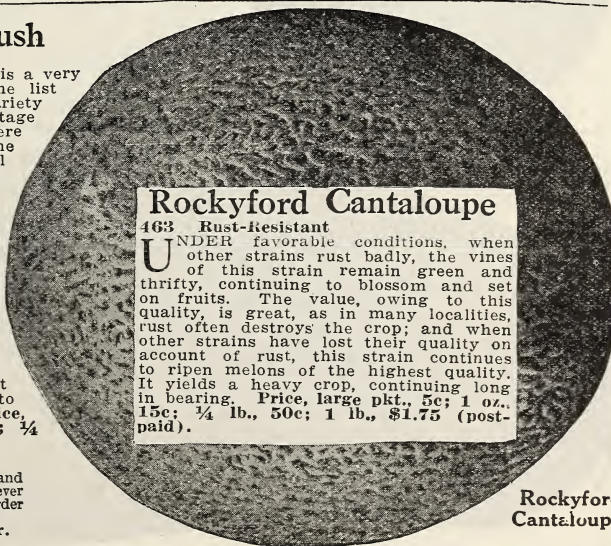 ush
is a very
list
riety
tage
ere
Rockyford Cantaloupe
463 Rust-Resistant
UNDER favorable conditions, when
other strains rust badly, the vines
of this strain remain green and
thrifty, continuing to blossom and set
on fruits. The value, owing to this
quality, is great, as in many localities,
rust often destroys the crop; and when
other strains have lost their quality on
account of rust, this strain continues
to ripen melons of the highest quality.
It yields a heavy crop, continuing long
in bearing. Price, large pkt., 5c; 1 oz.,
15c; ¼ lb., 50c; 1 lb., $1.75 (post-
paid).
t
to
ice,
; ¼
and
ever
der
r.
Rockyfor
Cantaloup